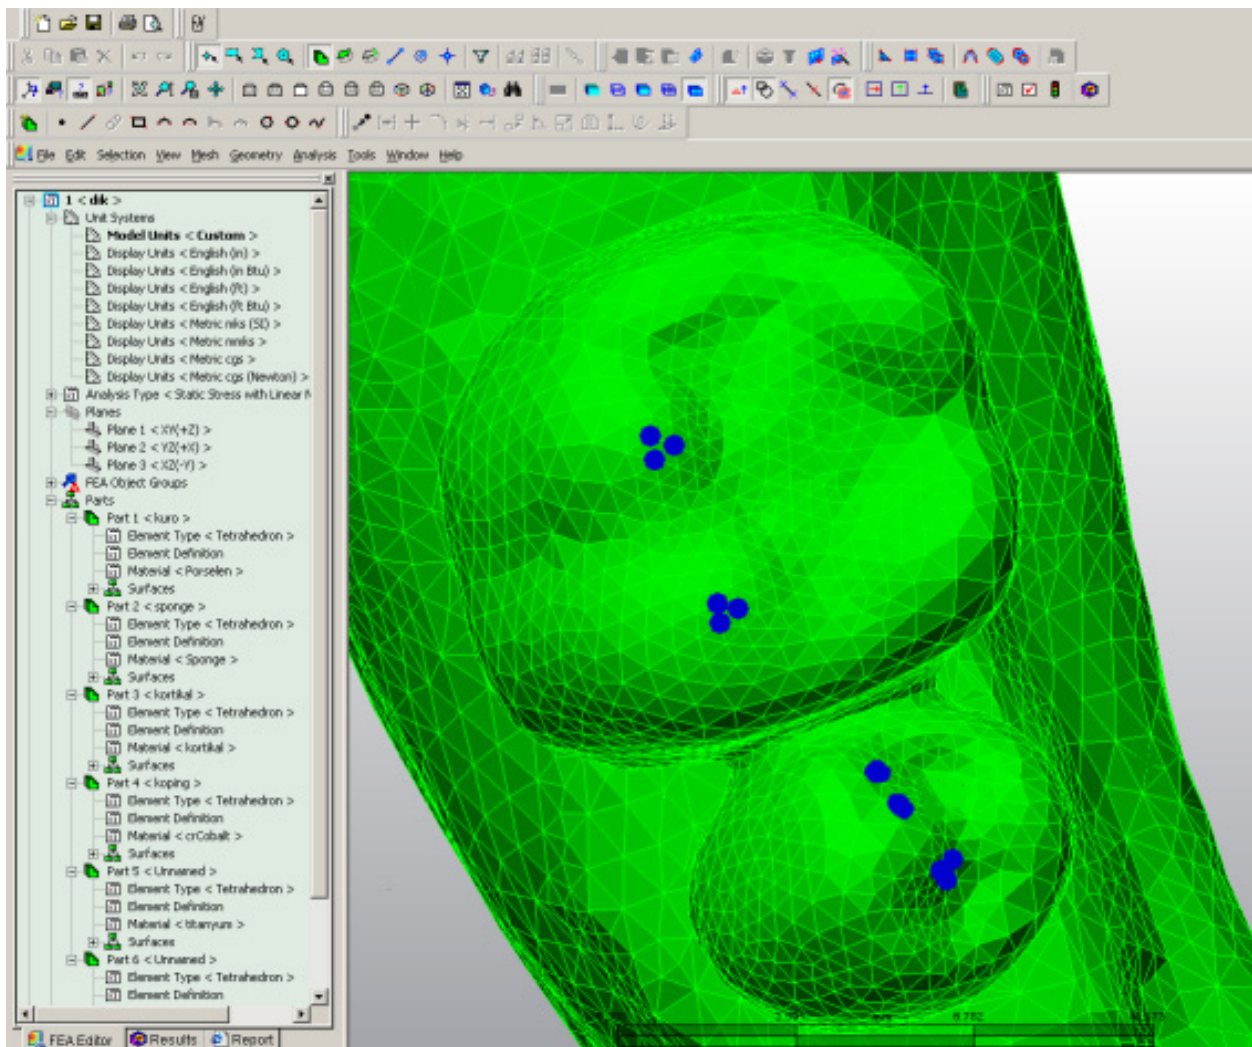 File Edit Selection View Mesh Geometry Analysis Tools Window Help
1 < dik >
Unit Systems
Model Units < Custom >
Display Units < English (in) >
Display Units < English (in Btu) >
Display Units < English (ft) >
Display Units < English (ft Btu) >
Display Units < Metric mks (SI) >
Display Units < Metric mmks >
Display Units < Metric cgs >
Display Units < Metric cgs (Newton) >
Analysis Type < Static Stress with Linear M
Planes
Plane 1 < XY(+Z) >
Plane 2 < YZ(+X) >
Plane 3 < XZ(-Y) >
FEA Object Groups
Parts
Part 1 < kuro >
Element Type < Tetrahedron >
Element Definition
Material < Porselen >
Surfaces
Part 2 < sponge >
Element Type < Tetrahedron >
Element Definition
Material < Sponge >
Surfaces
Part 3 < kortikal >
Element Type < Tetrahedron >
Element Definition
Material < kortikal >
Surfaces
Part 4 < koping >
Element Type < Tetrahedron >
Element Definition
Material < crCobalt >
Surfaces
Part 5 < Unnamed >
Element Type < Tetrahedron >
Element Definition
Material < titanyum >
Surfaces
Part 6 < Unnamed >
Element Type < Tetrahedron >
Element Definition
6.782
FEA Editor Results Report